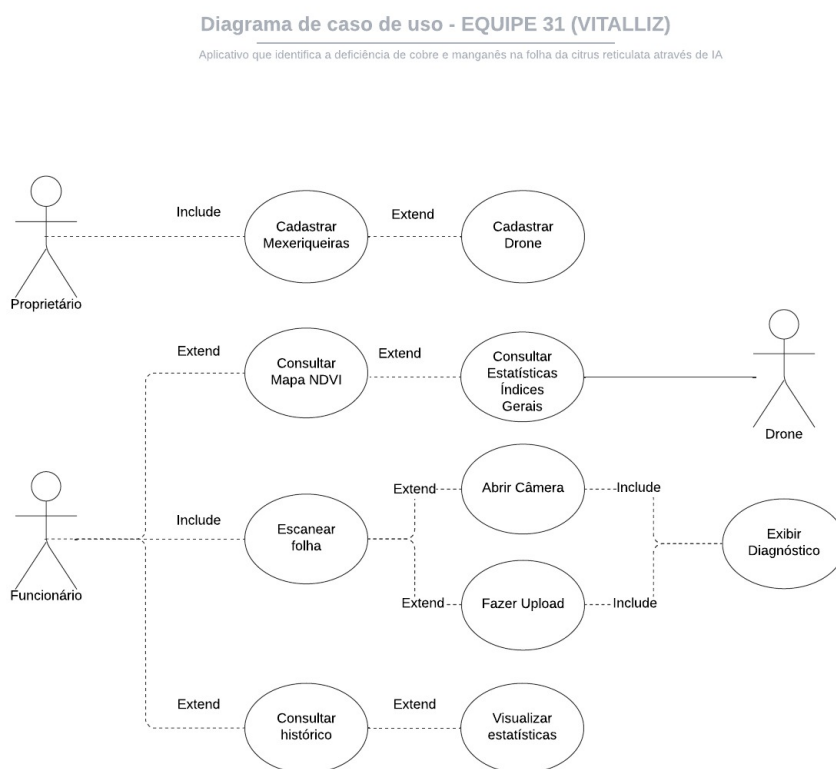 Diagrama de caso de uso - EQUIPE 31 (VITALLIZ)
Aplicativo que identifica a deficiência de cobre e manganês na folha da citrus reticulata através de IA
Include
Extend
Cadastrar
Mexeriqueiras
Cadastrar
Drone
Proprietário
Extend
Extend
Consultar
Mapa NDVI
Consultar
Estatísticas
Índices
Gerais
Drone
Include
Escanear
folha
Extend
Abrir Câmera
Include
Exibir
Diagnóstico
Extend
Fazer Upload
Include
Funcionário
Extend
Extend
Consultar
histórico
Visualizar
estatísticas